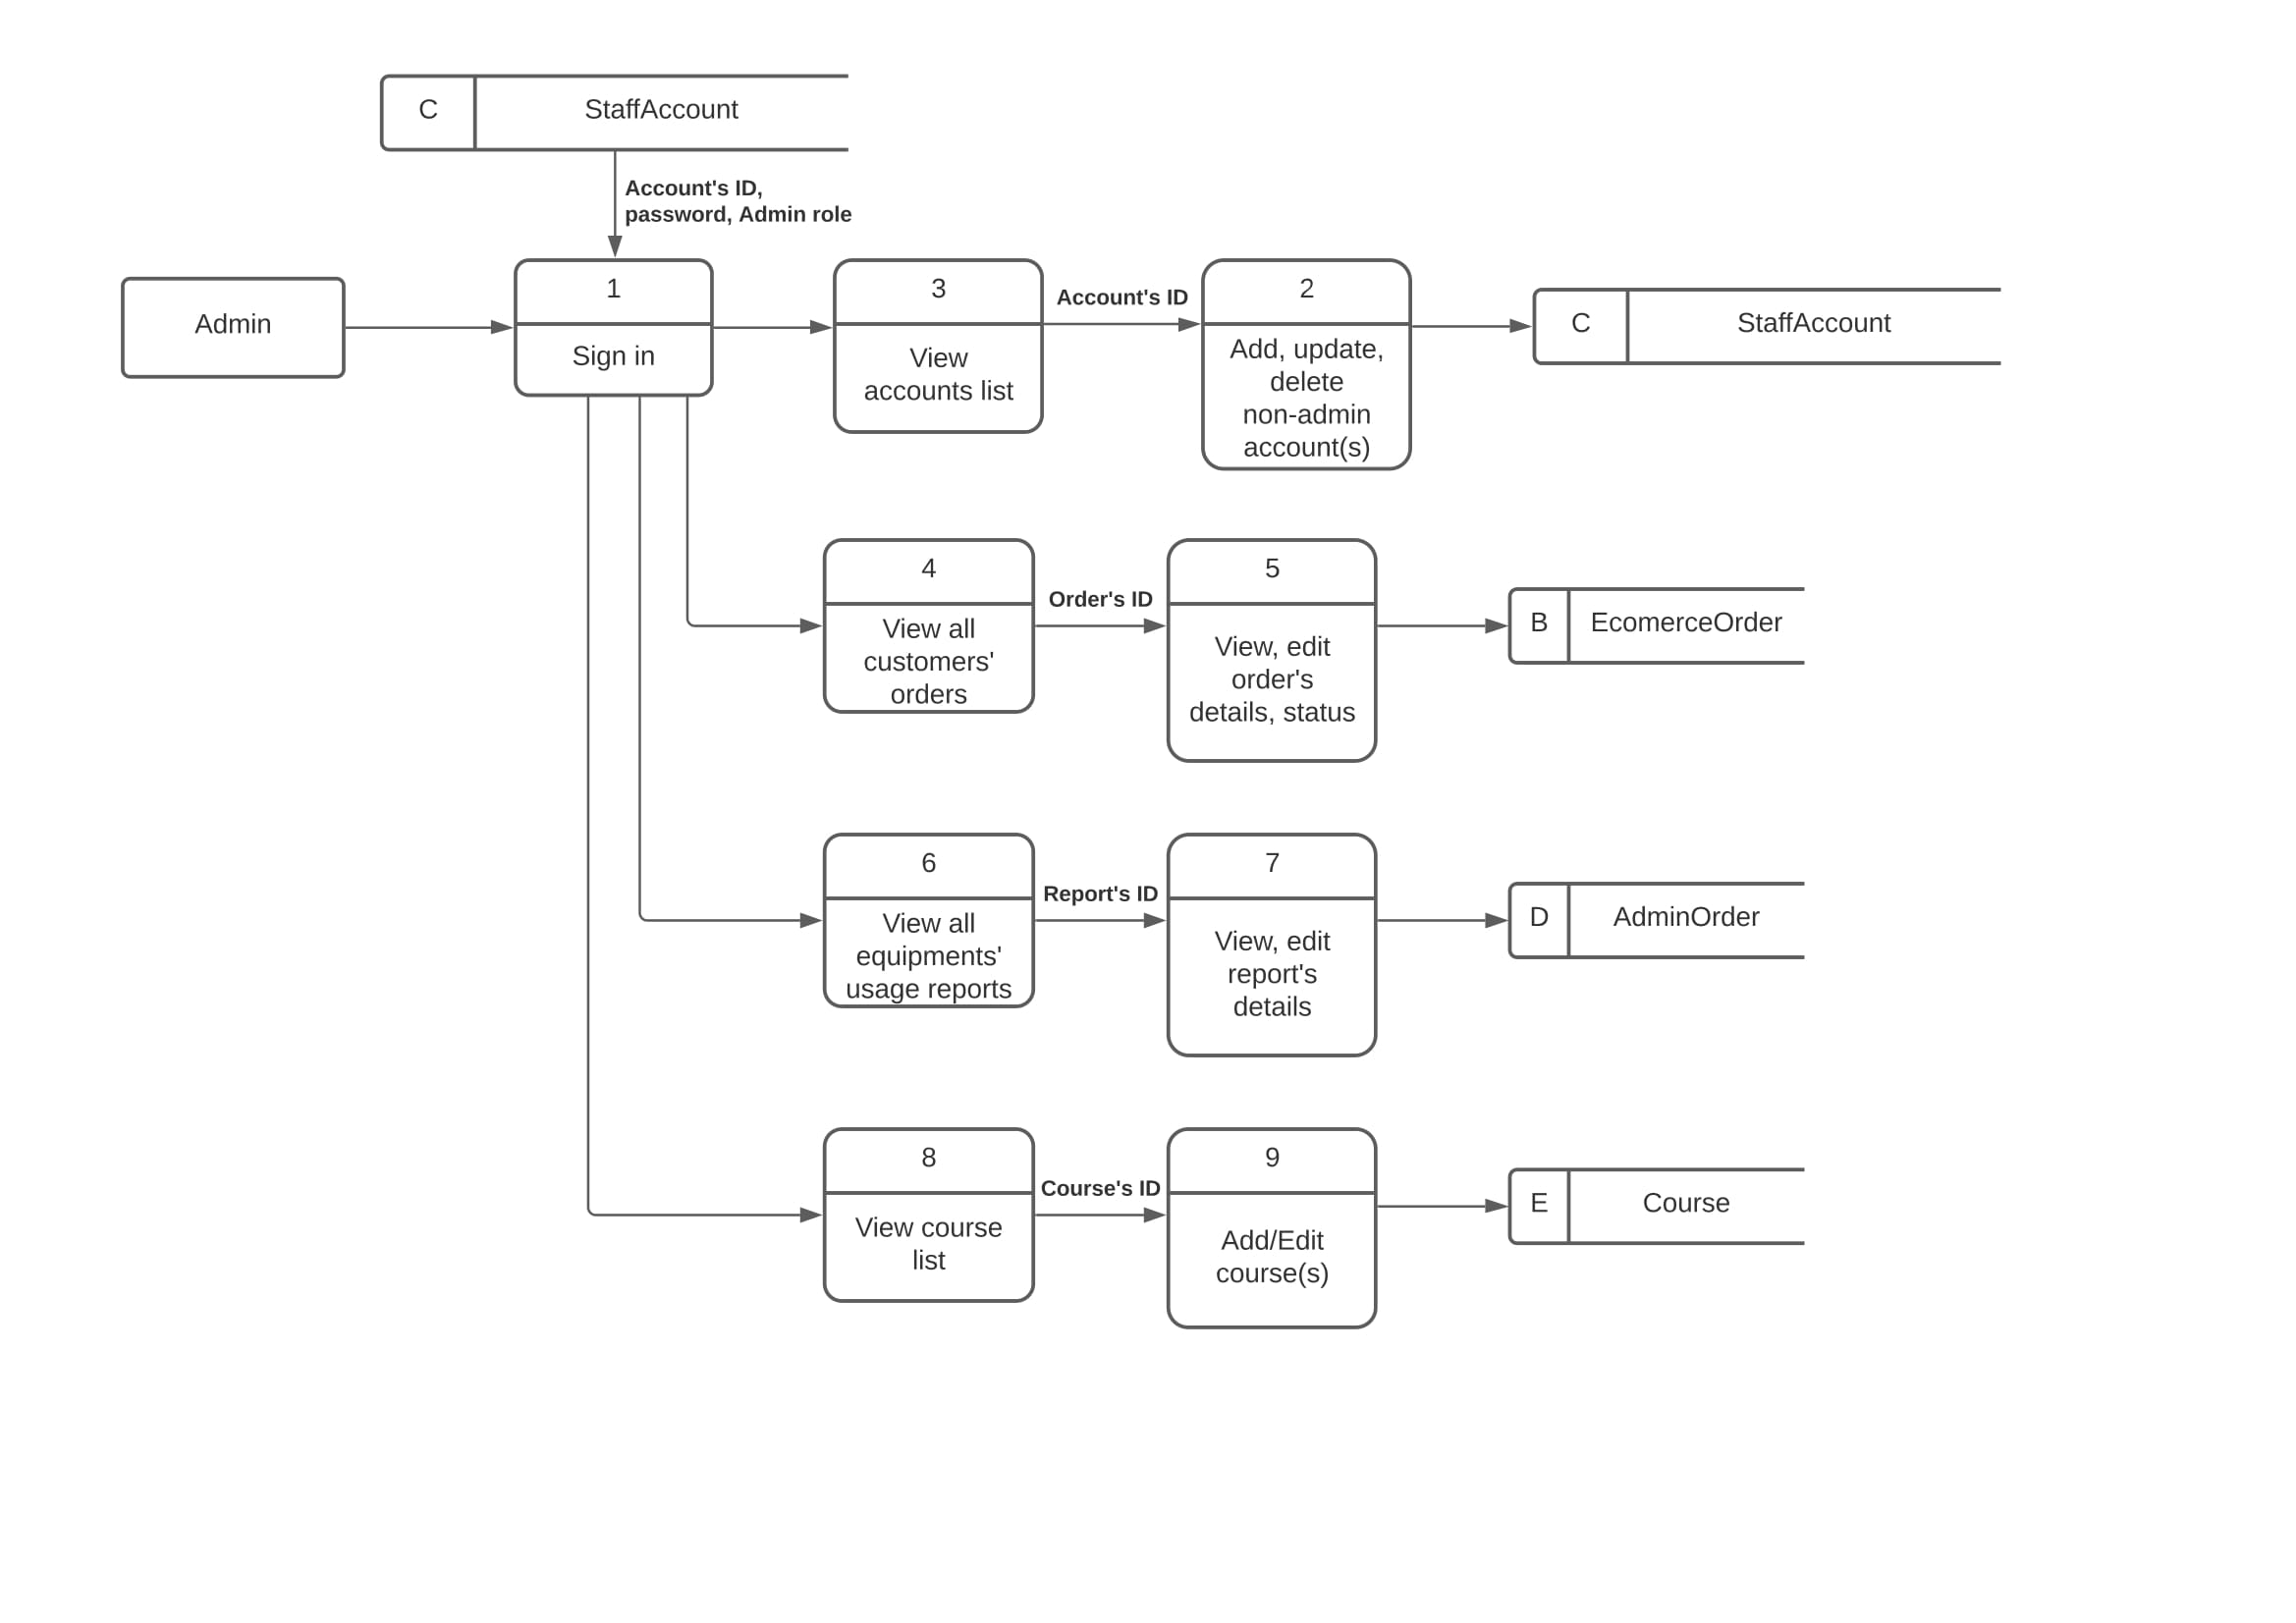 C
StaffAccount
Account's ID,
password, Admin role
Admin
1
Sign in
3
View
accounts list
Account's ID
2
Add, update,
delete
non-admin
account(s)
C
StaffAccount
4
View all
customers'
orders
Order's ID
5
View, edit
order's
details, status
B
EcomerceOrder
6
View all
equipments'
usage reports
Report's ID
7
View, edit
report's
details
D
AdminOrder
8
View course
list
Course's ID
9
Add/Edit
course(s)
E
Course